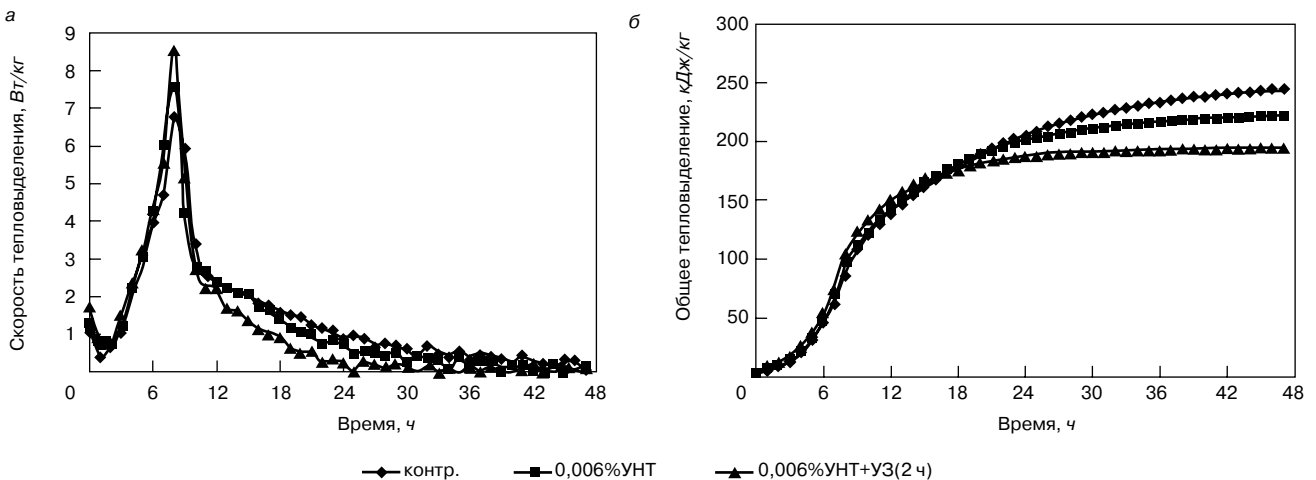 а
Скорость тепловыделения, Вт/кг
9
8
7
6
5
4
3
2
1
0 6 12 18 24 30 36 42 48
Время, ч
б
Общее тепловыделение, кДж/кг
300
250
200
150
100
50
0 6 12 18 24 30 36 42 48
Время, ч
контр. 0,006%УНТ 0,006%УНТ+УЗ(2 ч)